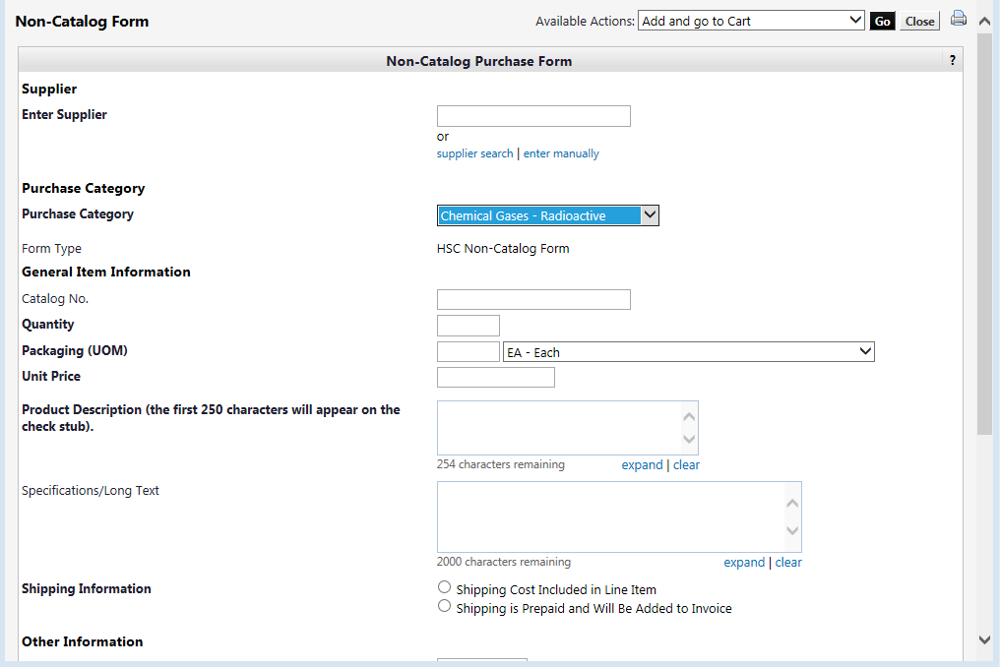 Non-Catalog Form
Available Actions: Add and go to Cart Go Close
Non-Catalog Purchase Form ?
Supplier
Enter Supplier
or
supplier search | enter manually
Purchase Category
Purchase Category Chemical Gases - Radioactive
Form Type HSC Non-Catalog Form
General Item Information
Catalog No.
Quantity
Packaging (UOM) EA - Each
Unit Price
Product Description (the first 250 characters will appear on the
check stub).
254 characters remaining expand | clear
Specifications/Long Text
2000 characters remaining expand | clear
Shipping Information Shipping Cost Included in Line Item
Shipping is Prepaid and Will Be Added to Invoice
Other Information